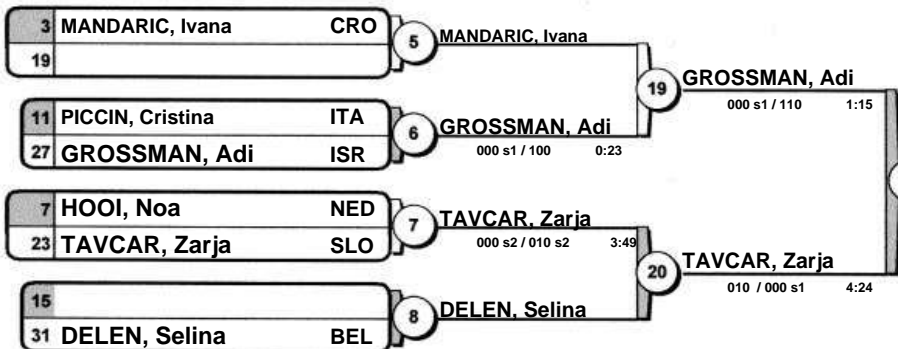 3 MANDARIC, Ivana CRO
19
5 MANDARIC, Ivana
11 PICCIN, Cristina ITA
27 GROSSMAN, Adi ISR
6 GROSSMAN, Adi
000 s1 / 100 0:23
19 GROSSMAN, Adi
000 s1 / 110 1:15
7 HOOI, Noa NED
23 TAVCAR, Zarja SLO
7 TAVCAR, Zarja
000 s2 / 010 s2 3:49
15
31 DELEN, Selina BEL
8 DELEN, Selina
20 TAVCAR, Zarja
010 / 000 s1 4:24